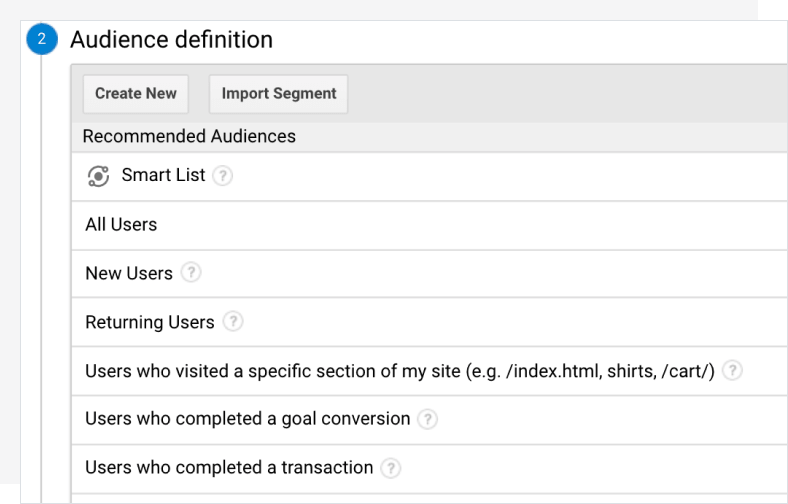 2
Audience definition
Create New
Import Segment
Recommended Audiences
Smart List ?
All Users
New Users ?
Returning Users ?
Users who visited a specific section of my site (e.g. /index.html, shirts, /cart/) ?
Users who completed a goal conversion ?
Users who completed a transaction ?